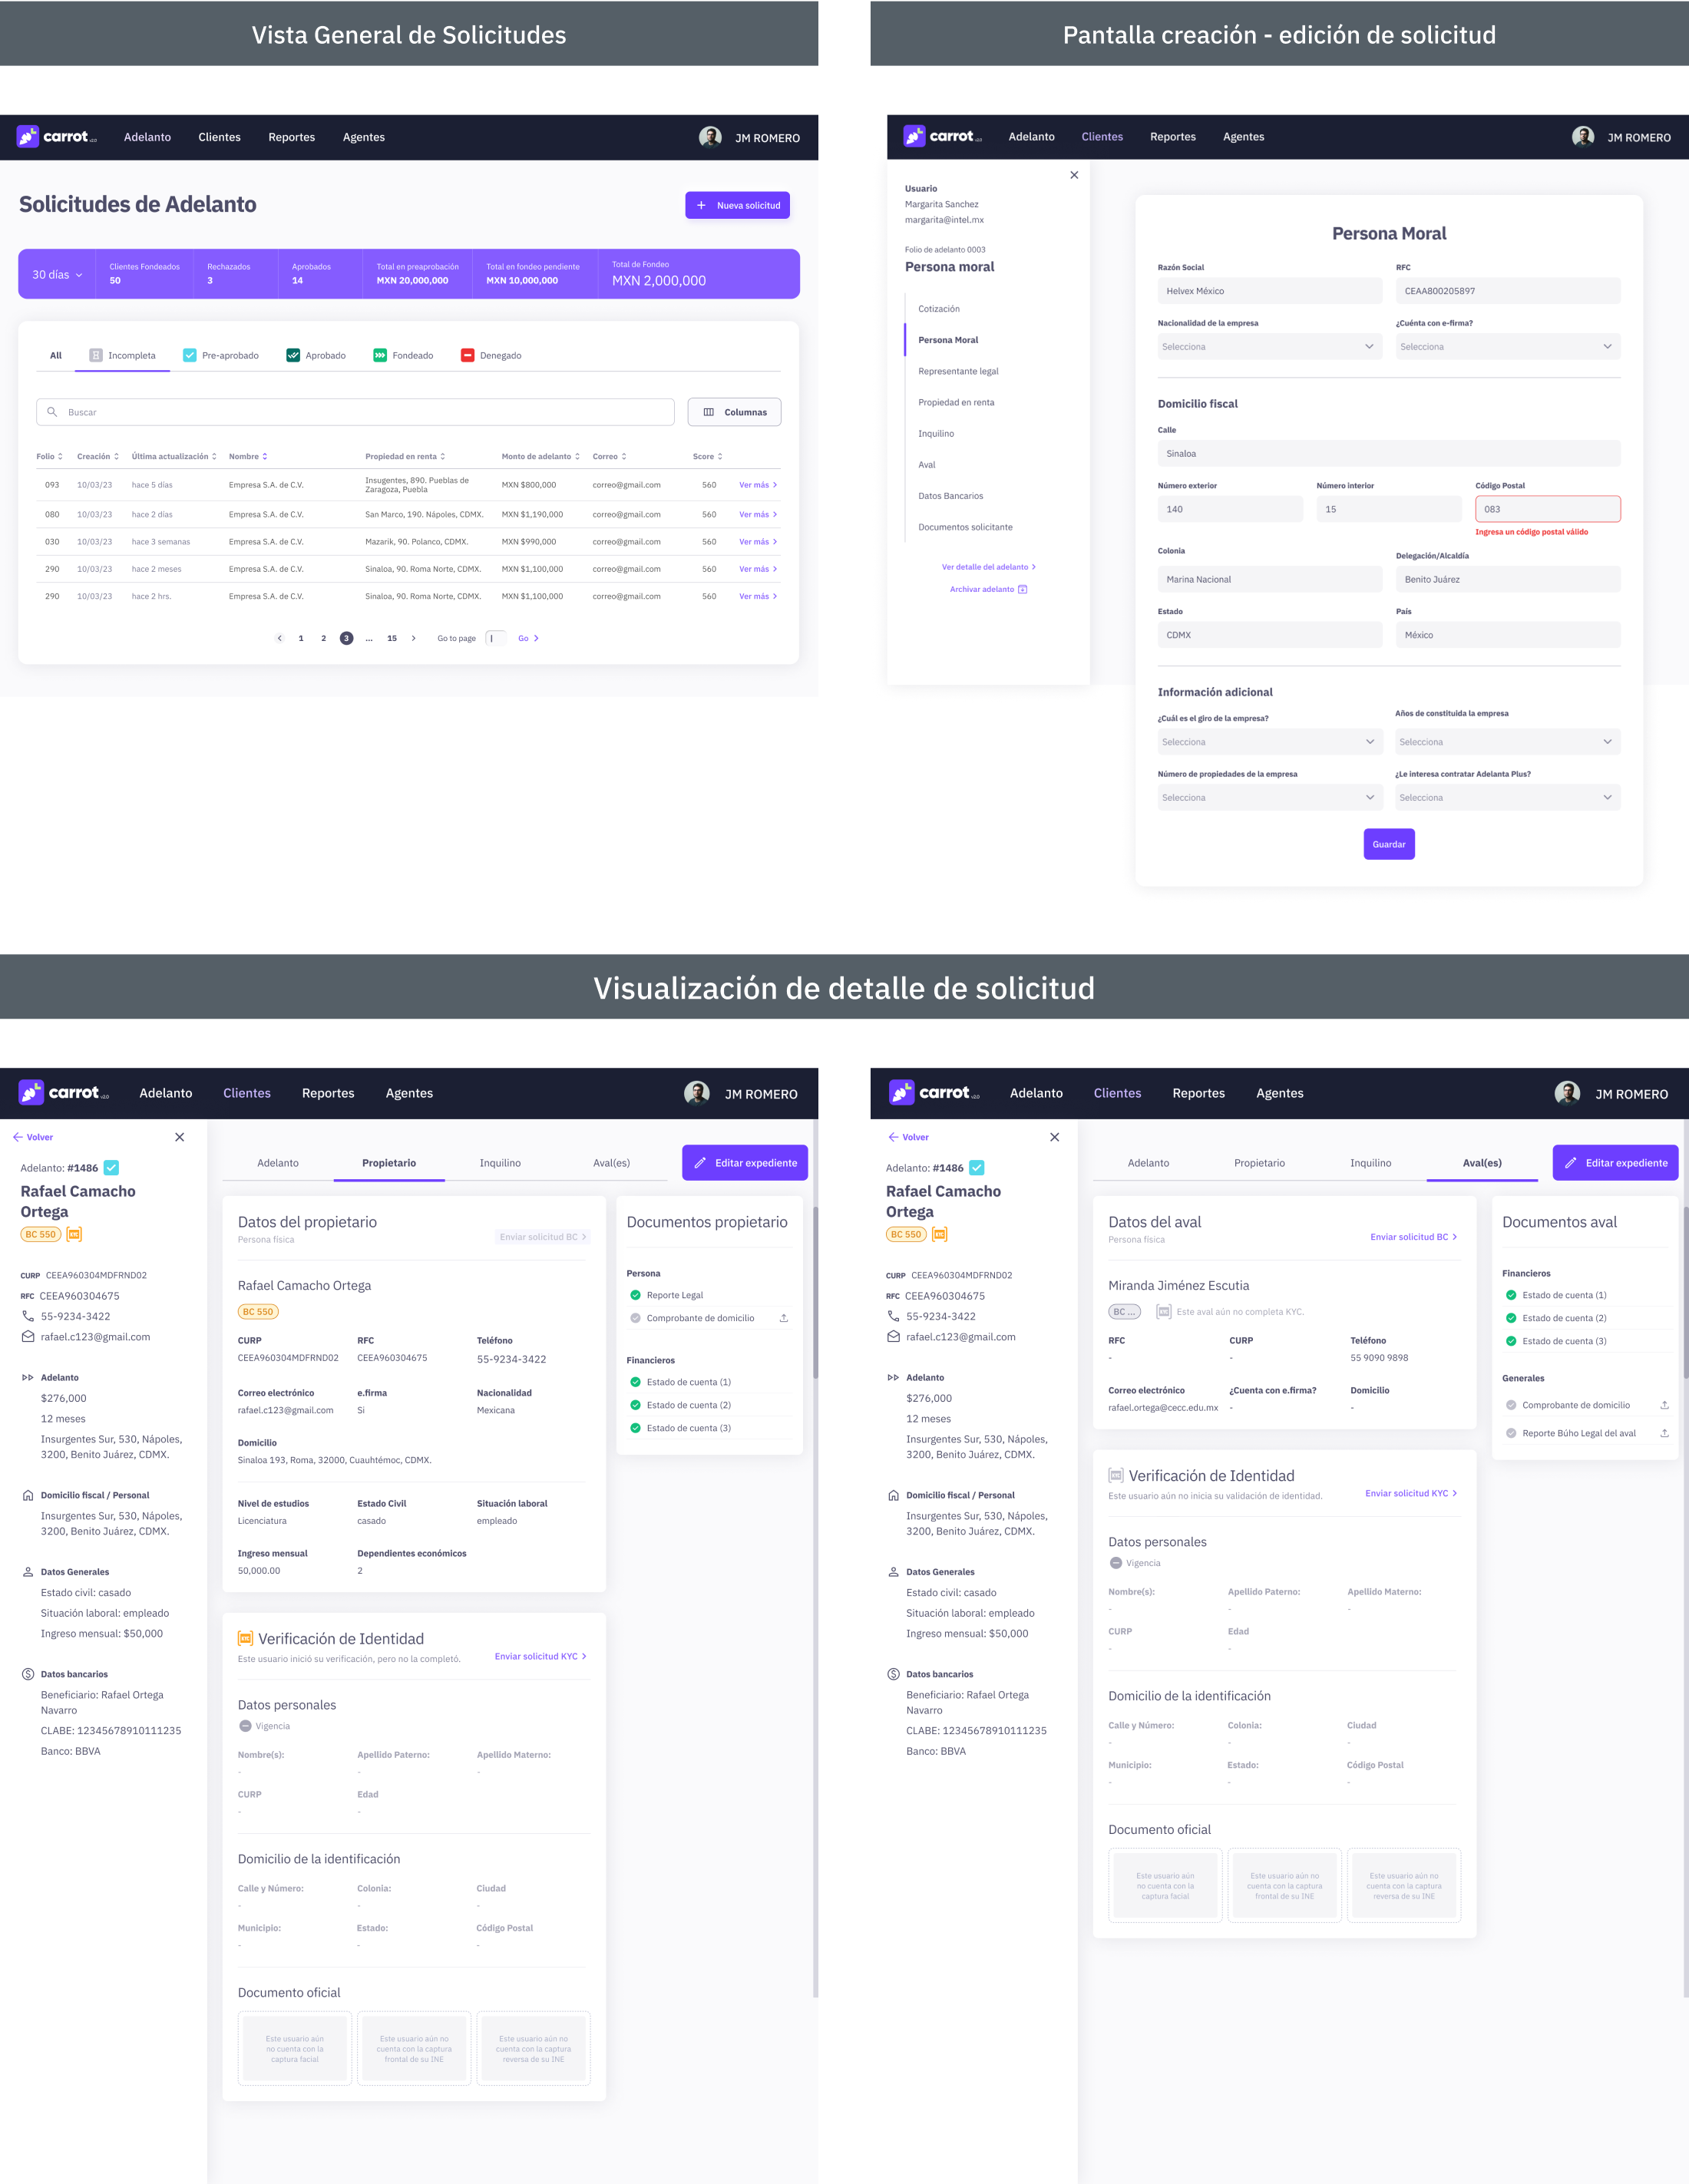 Vista General de Solicitudes
carrot v2.0 Adelanto Clientes Reportes Agentes JM ROMERO
Solicitudes de Adelanto
+ Nueva solicitud
30 días
Clientes Fondeados
50
Rechazados
3
Aprobados
14
Total en preaprobación
MXN 20,000,000
Total en fondeo pendiente
MXN 10,000,000
Total de Fondeo
MXN 2,000,000
All Incompleta Pre-aprobado Aprobado Fondeado Denegado
Buscar
Columnas
Folio Creación Última actualización Nombre Propiedad en renta Monto de adelanto Correo Score
093 10/03/23 hace 5 días Empresa S.A. de C.V. Insugentes, 890. Pueblas de
Zaragoza, Puebla MXN $800,000 correo@gmail.com 560 Ver más
080 10/03/23 hace 2 días Empresa S.A. de C.V. San Marco, 190. Nápoles, CDMX. MXN $1,190,000 correo@gmail.com 560 Ver más
030 10/03/23 hace 3 semanas Empresa S.A. de C.V. Mazarik, 90. Polanco, CDMX. MXN $990,000 correo@gmail.com 560 Ver más
290 10/03/23 hace 2 meses Empresa S.A. de C.V. Sinaloa, 90. Roma Norte, CDMX. MXN $1,100,000 correo@gmail.com 560 Ver más
290 10/03/23 hace 2 hrs. Empresa S.A. de C.V. Sinaloa, 90. Roma Norte, CDMX. MXN $1,100,000 correo@gmail.com 560 Ver más
1 2 3 ... 15 Go to page Go
Pantalla creación - edición de solicitud
carrot Adelanto Clientes Reportes Agentes JM ROMERO
Usuario
Margarita Sanchez
margarita@intel.mx
Folio de adelanto 0003
Persona moral
Cotización
Persona Moral
Representante legal
Propiedad en renta
Inquilino
Aval
Datos Bancarios
Documentos solicitante
Ver detalle del adelanto
Archivar adelanto
Persona Moral
Razón Social RFC
Helvex México CEAA800205897
Nacionalidad de la empresa ¿Cuénta con e-firma?
Selecciona Selecciona
Domicilio fiscal
Calle
Sinaloa
Número exterior Número interior Código Postal
140 15 083
Ingresa un código postal válido
Colonia Delegación/Alcaldía
Marina Nacional Benito Juárez
Estado País
CDMX México
Información adicional
¿Cuál es el giro de la empresa? Años de constituida la empresa
Selecciona Selecciona
Número de propiedades de la empresa ¿Le interesa contratar Adelanta Plus?
Selecciona Selecciona
Guardar
Visualización de detalle de solicitud
carrot v2.0 Adelanto Clientes Reportes Agentes JM ROMERO
Volver
Adelanto: #1486
Rafael Camacho
Ortega
BC 550 KYC
CURP CEEA960304MDFRND02
RFC CEEA960304675
55-9234-3422
rafael.c123@gmail.com
Adelanto
$276,000
12 meses
Insurgentes Sur, 530, Nápoles,
3200, Benito Juárez, CDMX.
Domicilio fiscal / Personal
Insurgentes Sur, 530, Nápoles,
3200, Benito Juárez, CDMX.
Datos Generales
Estado civil: casado
Situación laboral: empleado
Ingreso mensual: $50,000
Datos bancarios
Beneficiario: Rafael Ortega
Navarro
CLABE: 12345678910111235
Banco: BBVA
Adelanto Propietario Inquilino Aval(es)
Editar expediente
Datos del propietario
Persona física
Enviar solicitud BC
Rafael Camacho Ortega
BC 550
CURP RFC Teléfono
CEEA960304MDFRND02 CEEA960304675 55-9234-3422
Correo electrónico e.firma Nacionalidad
rafael.c123@gmail.com Si Mexicana
Domicilio
Sinaloa 193, Roma, 32000, Cuauhtémoc, CDMX.
Nivel de estudios Estado Civil Situación laboral
Licenciatura casado empleado
Ingreso mensual Dependientes económicos
50,000.00 2
Documentos propietario
Persona
Reporte Legal
Comprobante de domicilio
Financieros
Estado de cuenta (1)
Estado de cuenta (2)
Estado de cuenta (3)
KYC Verificación de Identidad
Este usuario inició su verificación, pero no la completó.
Enviar solicitud KYC
Datos personales
Vigencia
Nombre(s): Apellido Paterno: Apellido Materno:
- - -
CURP Edad
- -
Domicilio de la identificación
Calle y Número: Colonia: Ciudad
- - -
Municipio: Estado: Código Postal
- - -
Documento oficial
Este usuario aún
no cuenta con la
captura facial
Este usuario aún no
cuenta con la captura
frontal de su INE
Este usuario aún no
cuenta con la captura
reversa de su INE
carrot v2.0 Adelanto Clientes Reportes Agentes JM ROMERO
Volver
Adelanto: #1486
Rafael Camacho
Ortega
BC 550 KYC
CURP CEEA960304MDFRND02
RFC CEEA960304675
55-9234-3422
rafael.c123@gmail.com
Adelanto
$276,000
12 meses
Insurgentes Sur, 530, Nápoles,
3200, Benito Juárez, CDMX.
Domicilio fiscal / Personal
Insurgentes Sur, 530, Nápoles,
3200, Benito Juárez, CDMX.
Datos Generales
Estado civil: casado
Situación laboral: empleado
Ingreso mensual: $50,000
Datos bancarios
Beneficiario: Rafael Ortega
Navarro
CLABE: 12345678910111235
Banco: BBVA
Adelanto Propietario Inquilino Aval(es)
Editar expediente
Datos del aval
Persona física
Enviar solicitud BC
Miranda Jiménez Escutia
BC ... KYC Este aval aún no completa KYC.
RFC CURP Teléfono
- - 55 9090 9898
Correo electrónico ¿Cuenta con e.firma? Domicilio
rafael.ortega@cecc.edu.mx - -
Documentos aval
Financieros
Estado de cuenta (1)
Estado de cuenta (2)
Estado de cuenta (3)
Generales
Comprobante de domicilio
Reporte Búho Legal del aval
KYC Verificación de Identidad
Este usuario aún no inicia su validación de identidad.
Enviar solicitud KYC
Datos personales
Vigencia
Nombre(s): Apellido Paterno: Apellido Materno:
- - -
CURP Edad
- -
Domicilio de la identificación
Calle y Número: Colonia: Ciudad
- - -
Municipio: Estado: Código Postal
- - -
Documento oficial
Este usuario aún
no cuenta con la
captura facial
Este usuario aún no
cuenta con la captura
frontal de su INE
Este usuario aún no
cuenta con la captura
reversa de su INE